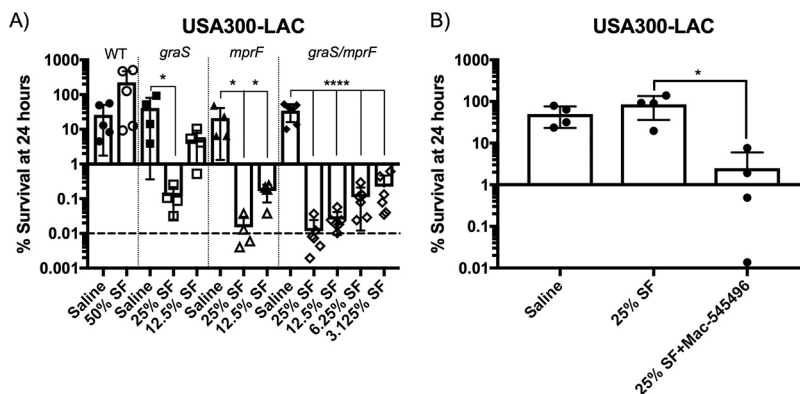 A)
USA300-LAC
WT graS mprF graS/mprF
* * * ****
% Survival at 24 hours
1000
100
10
1
0.1
0.01
0.001
Saline
50% SF
Saline
25% SF
12.5% SF
Saline
25% SF
12.5% SF
Saline
25% SF
12.5% SF
6.25% SF
3.125% SF
B)
USA300-LAC
*
% Survival at 24 hours
1000
100
10
1
0.1
0.01
Saline
25% SF
25% SF+Mac-545496